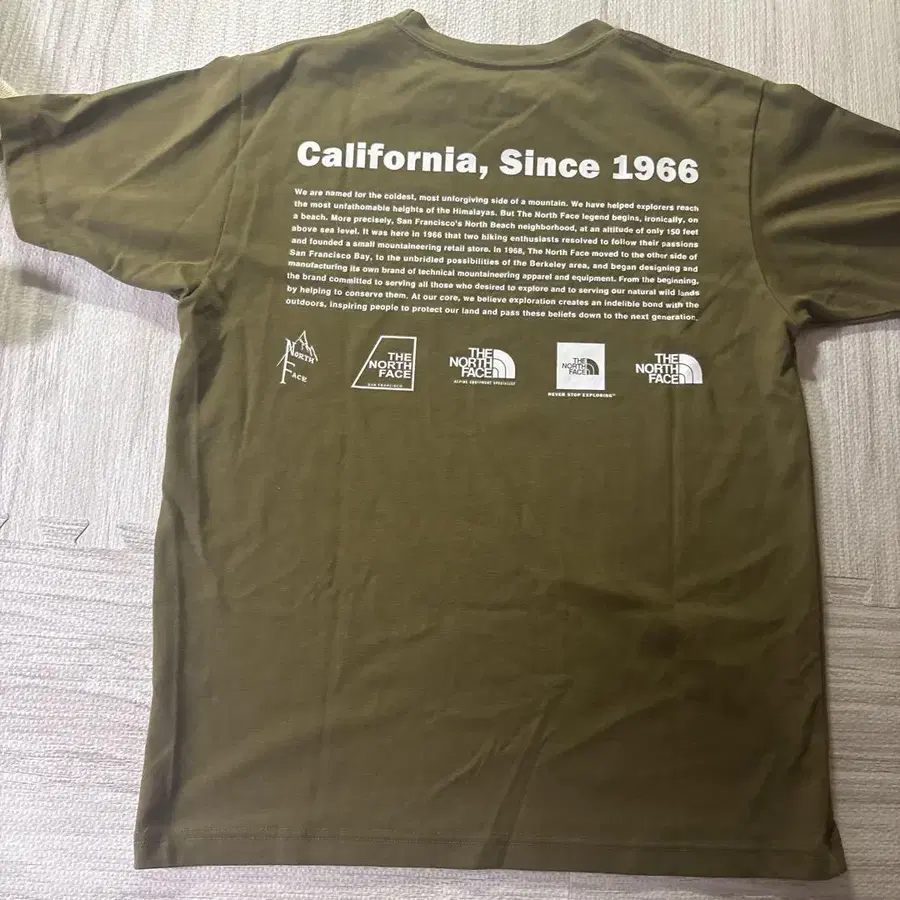 California, Since 1966
We are named for the coldest, most unforgiving side of a mountain. We have helped explorers reach
the most unfathomable heights of the Himalayas. But The North Face legend begins, ironically, on
a beach. More precisely, San Francisco's North Beach neighborhood, at an altitude of only 150 feet
above sea level. It was here in 1966 that two hiking enthusiasts resolved to follow their passions
and founded a small mountaineering retail store. In 1968, The North Face moved to the other side of
San Francisco Bay, to the unbridled possibilities of the Berkeley area, and began designing and
manufacturing its own brand of technical mountaineering apparel and equipment. From the beginning,
the brand committed to serving all those who desired to explore and to serving our natural wild lands
by helping to conserve them. At our core, we believe exploration creates an indelible bond with the
outdoors, inspiring people to protect our land and pass these beliefs down to the next generation.
The
North
Face
THE
NORTH
FACE
SAN FRANCISCO
THE
NORTH
FACE
ALPINE EQUIPMENT SPECIALIST
THE
NORTH
FACE
NEVER STOP EXPLORING™
THE
NORTH
FACE